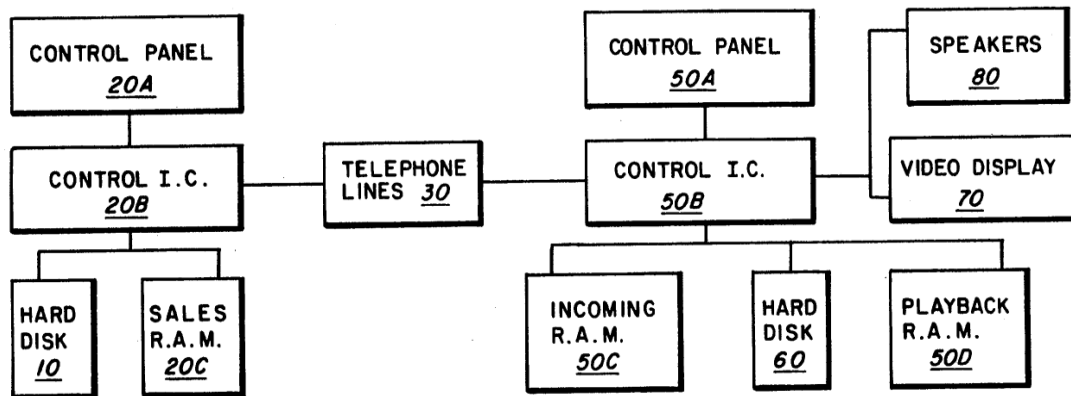 CONTROL PANEL
20A
CONTROL I.C.
20B
HARD
DISK
10
SALES
R.A.M.
20C
TELEPHONE
LINES 30
CONTROL PANEL
50A
CONTROL I.C.
50B
INCOMING
R.A.M.
50C
HARD
DISK
60
PLAYBACK
R.A.M.
50D
SPEAKERS
80
VIDEO DISPLAY
70